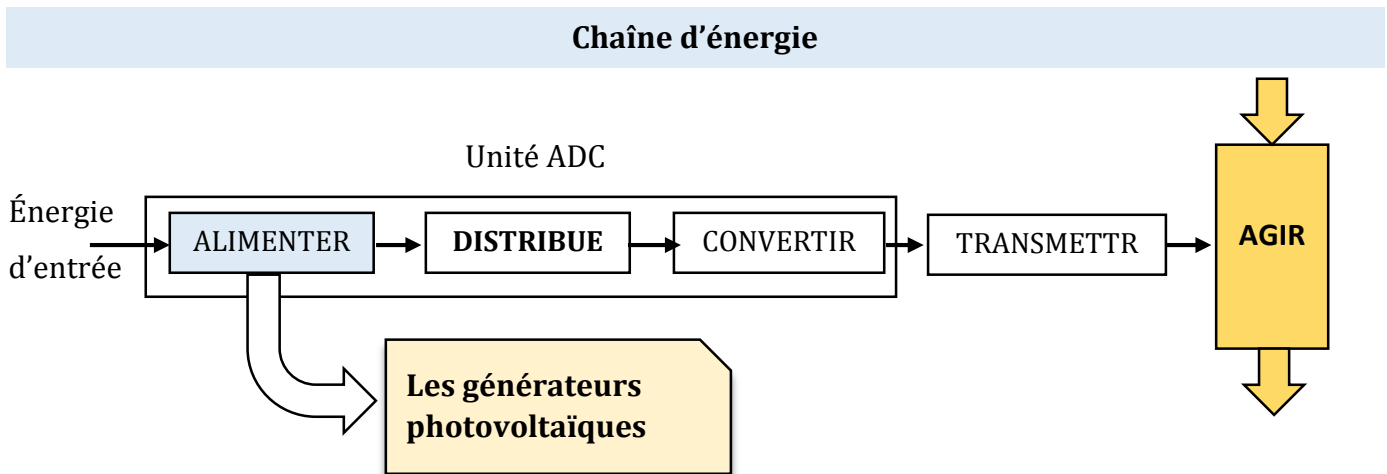 Chaîne d'énergie
Unité ADC
Énergie
d’entrée
ALIMENTER
DISTRIBUE
CONVERTIR
TRANSMETTR
AGIR
Les générateurs
photovoltaïques